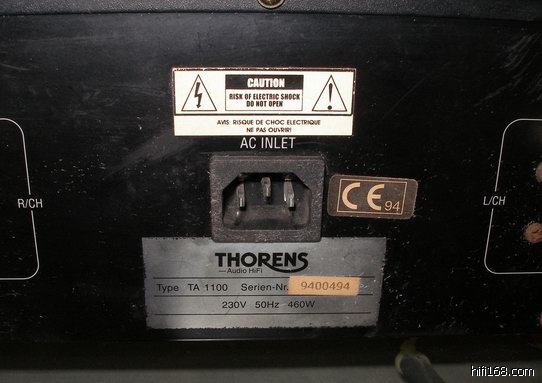 CAUTION
RISK OF ELECTRIC SHOCK
DO NOT OPEN
AVIS: RISQUE DE CHOC ELECTRIQUE
NE PAS OUVRIR!
AC INLET
R/CH
CE 94
L/CH
THORENS
Audio HiFi
Type TA 1100 Serien-Nr. 9400494
230V 50Hz 460W
hifi168.com